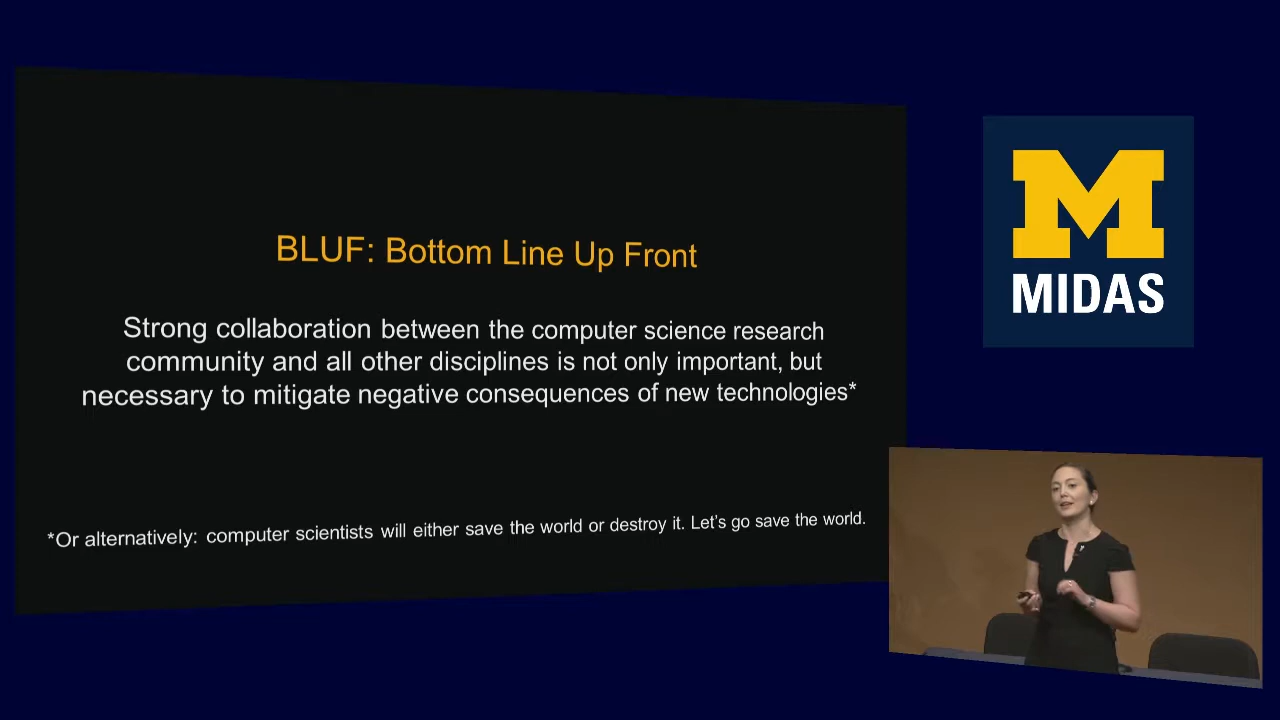 BLUF: Bottom Line Up Front
Strong collaboration between the computer science research
community and all other disciplines is not only important, but
necessary to mitigate negative consequences of new technologies*
*Or alternatively: computer scientists will either save the world or destroy it. Let's go save the world.
M
MIDAS